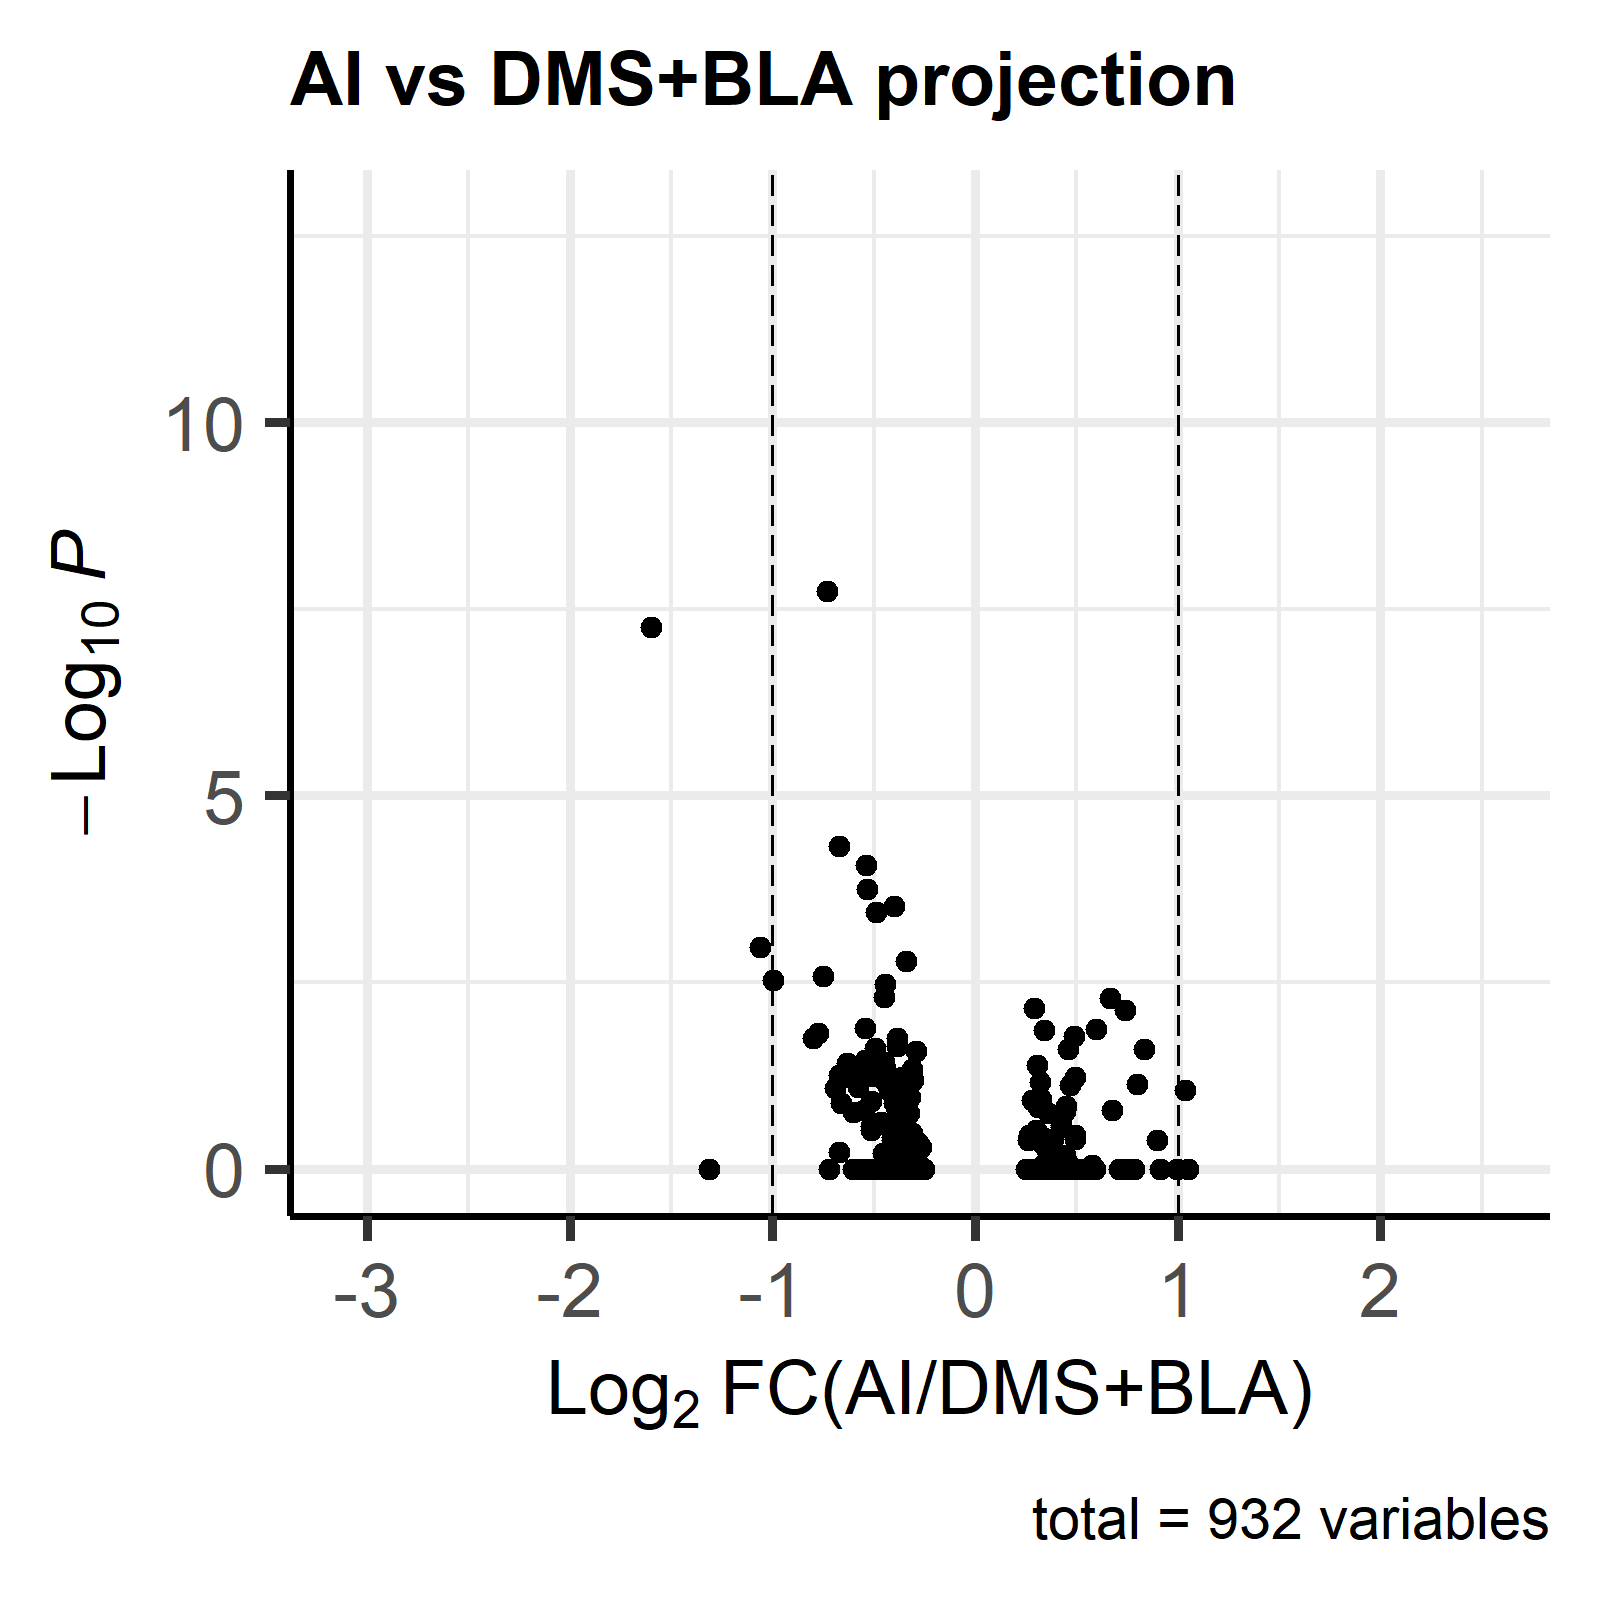 AI vs DMS+BLA projection
−Log10 P
10
5
0
-3 -2 -1 0 1 2
Log2 FC(AI/DMS+BLA)
total = 932 variables